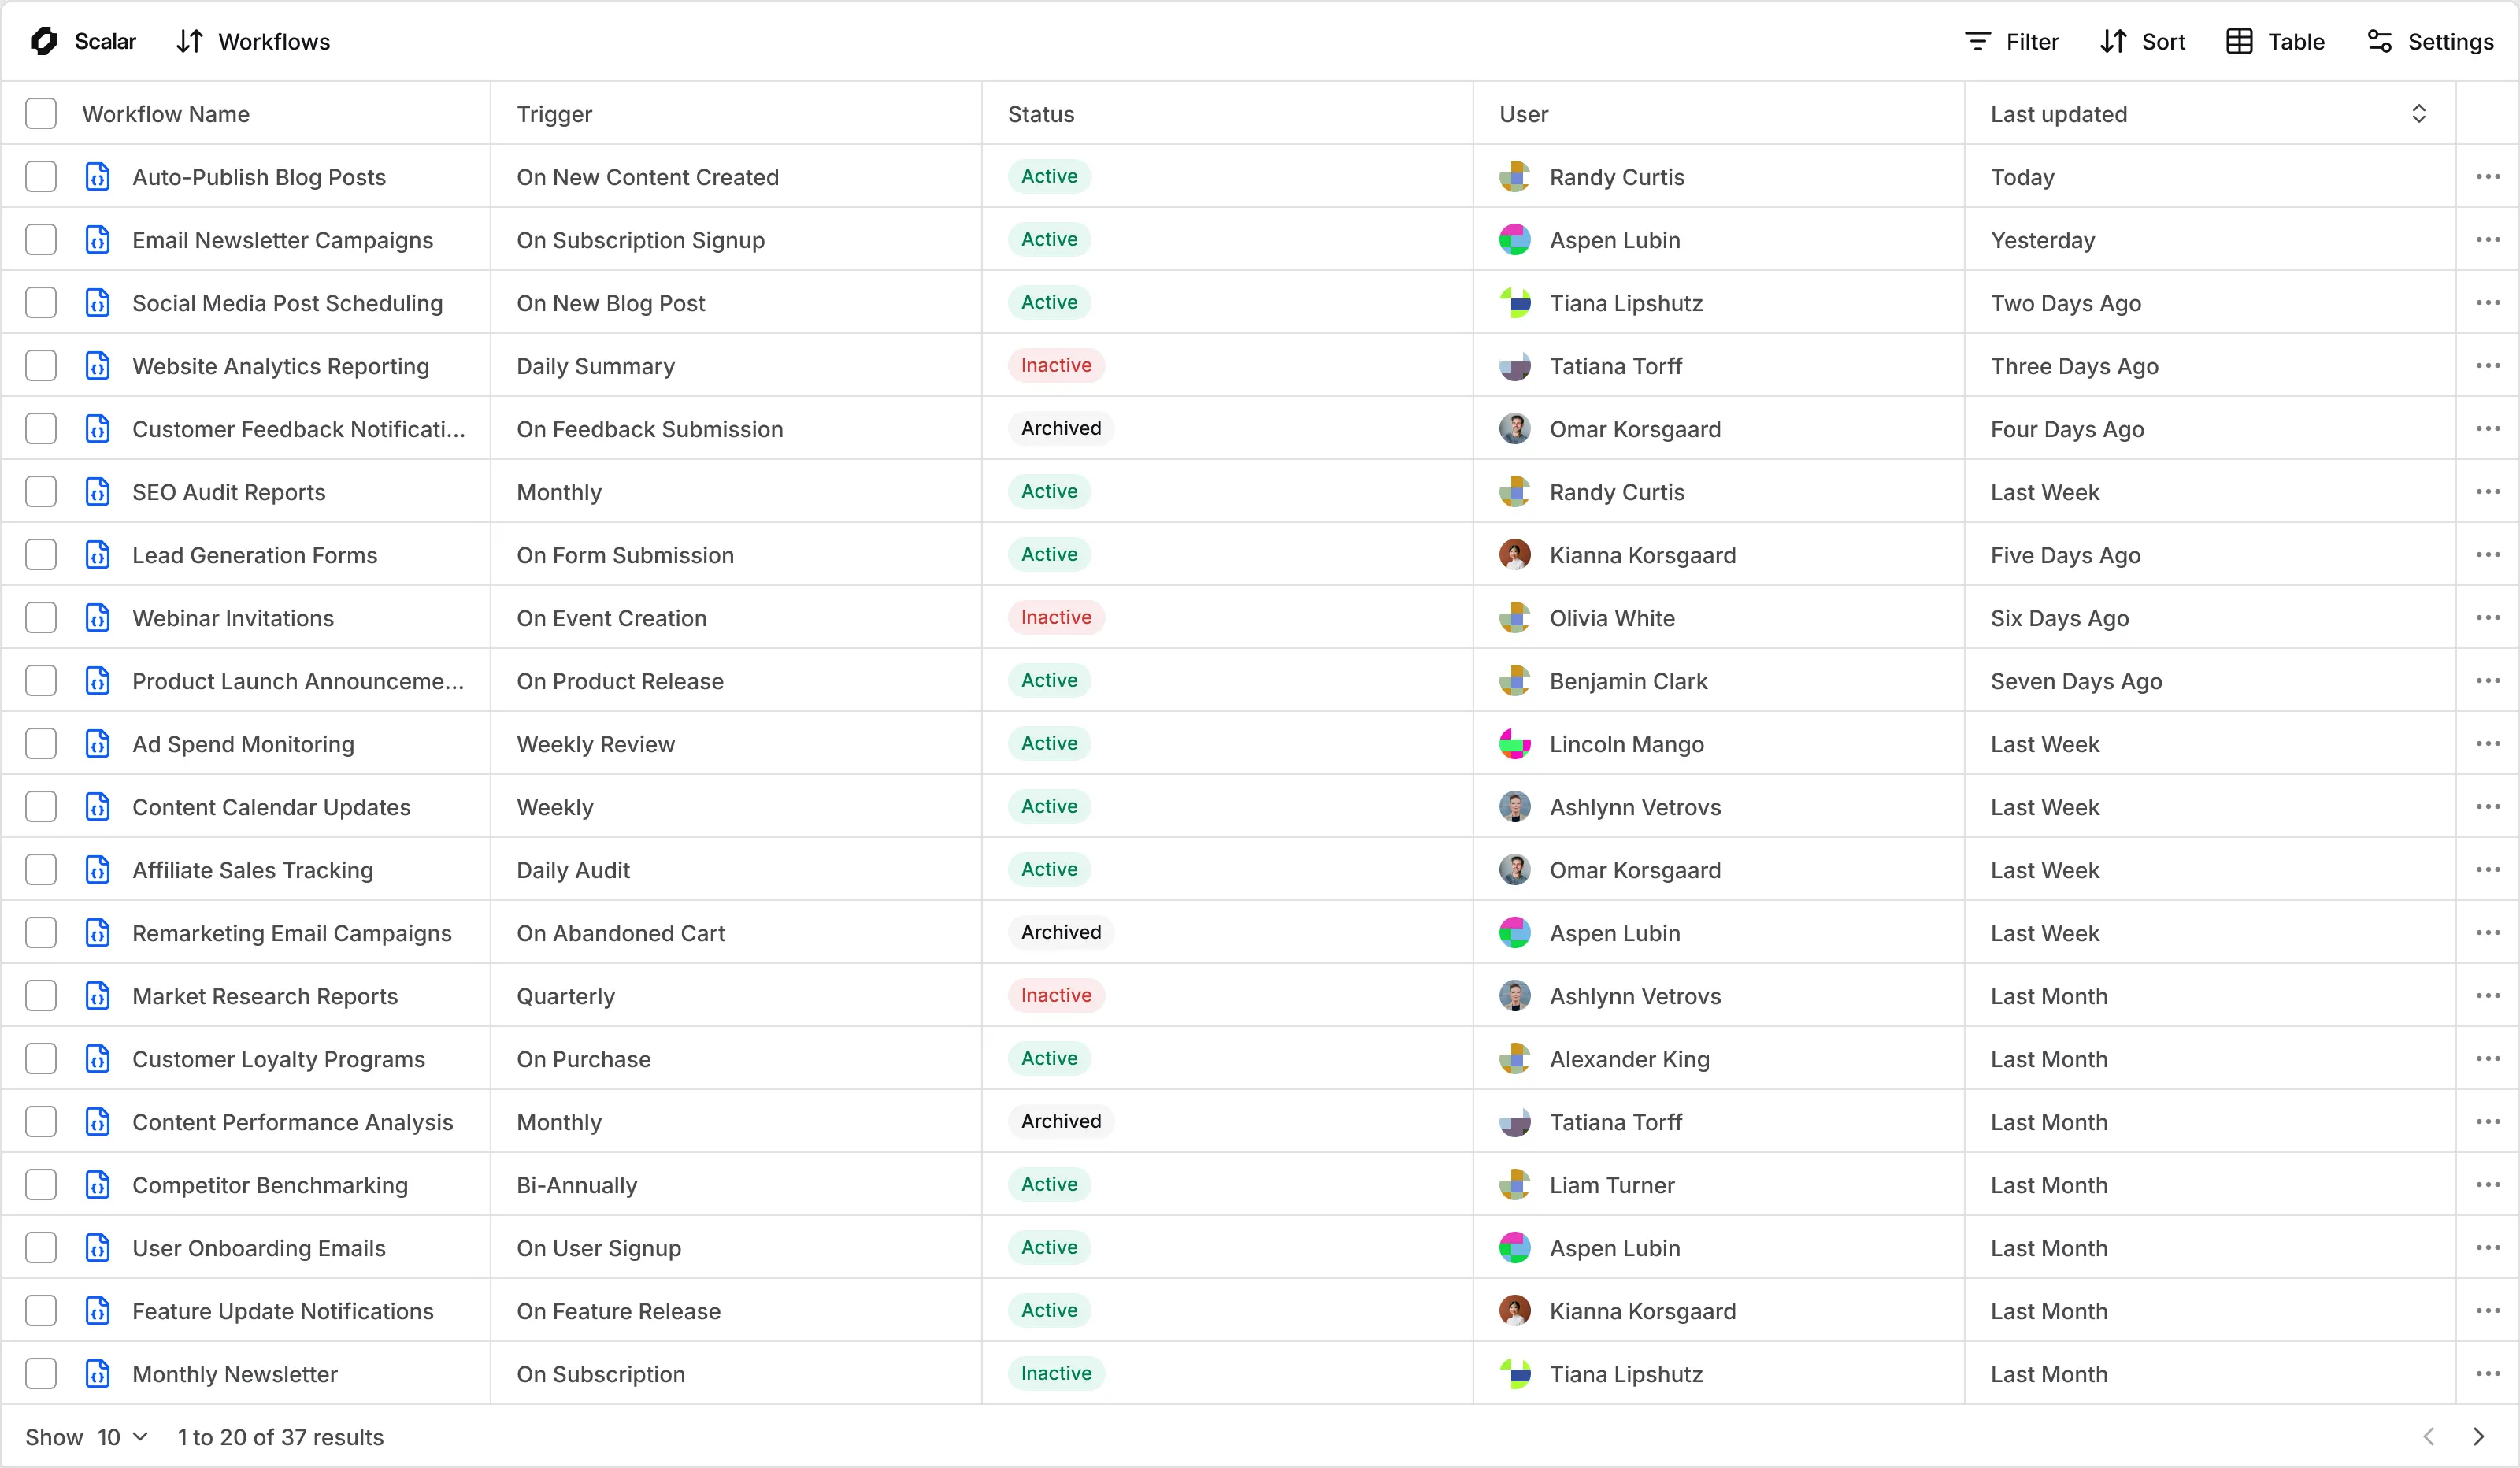 Scalar Workflows Filter Sort Table Settings
Workflow Name Trigger Status User Last updated
Auto-Publish Blog Posts On New Content Created Active Randy Curtis Today
Email Newsletter Campaigns On Subscription Signup Active Aspen Lubin Yesterday
Social Media Post Scheduling On New Blog Post Active Tiana Lipshutz Two Days Ago
Website Analytics Reporting Daily Summary Inactive Tatiana Torff Three Days Ago
Customer Feedback Notificati... On Feedback Submission Archived Omar Korsgaard Four Days Ago
SEO Audit Reports Monthly Active Randy Curtis Last Week
Lead Generation Forms On Form Submission Active Kianna Korsgaard Five Days Ago
Webinar Invitations On Event Creation Inactive Olivia White Six Days Ago
Product Launch Announceme... On Product Release Active Benjamin Clark Seven Days Ago
Ad Spend Monitoring Weekly Review Active Lincoln Mango Last Week
Content Calendar Updates Weekly Active Ashlynn Vetrovs Last Week
Affiliate Sales Tracking Daily Audit Active Omar Korsgaard Last Week
Remarketing Email Campaigns On Abandoned Cart Archived Aspen Lubin Last Week
Market Research Reports Quarterly Inactive Ashlynn Vetrovs Last Month
Customer Loyalty Programs On Purchase Active Alexander King Last Month
Content Performance Analysis Monthly Archived Tatiana Torff Last Month
Competitor Benchmarking Bi-Annually Active Liam Turner Last Month
User Onboarding Emails On User Signup Active Aspen Lubin Last Month
Feature Update Notifications On Feature Release Active Kianna Korsgaard Last Month
Monthly Newsletter On Subscription Inactive Tiana Lipshutz Last Month
Show 10 1 to 20 of 37 results